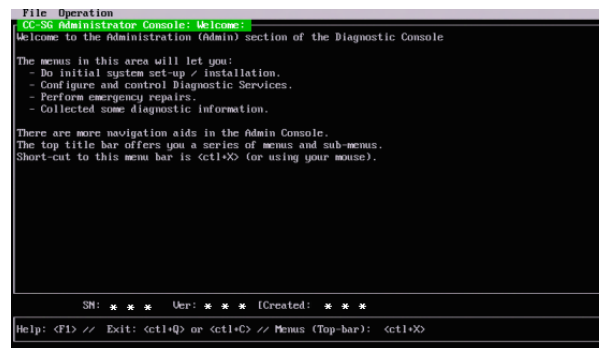 File Operation
CC-SG Administrator Console: Welcome:
Welcome to the Administration (Admin) section of the Diagnostic Console
The menus in this area will let you:
- Do initial system set-up / installation.
- Configure and control Diagnostic Services.
- Perform emergency repairs.
- Collected some diagnostic information.
There are more navigation aids in the Admin Console.
The top title bar offers you a series of menus and sub-menus.
Short-cut to this menu bar is <ctl+X> (or using your mouse).
SN: * * * Ver: * * * [Created: * * *
Help: <F1> // Exit: <ctl+Q> or <ctl+C> // Menus (Top-bar): <ctl+X>